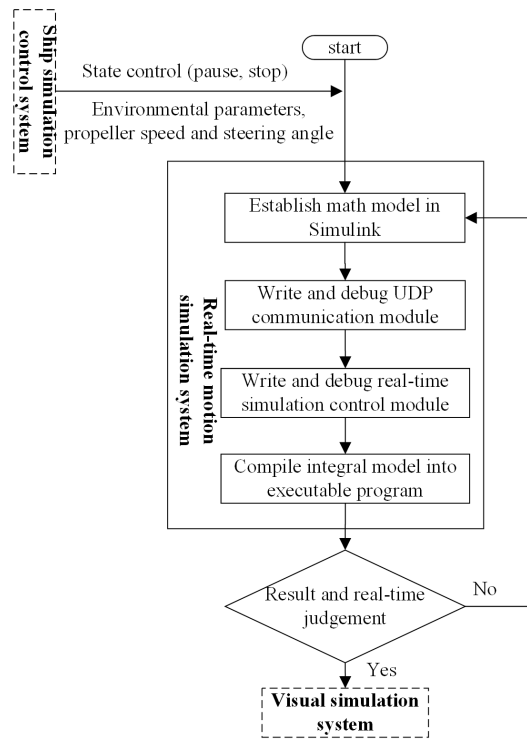 start
Ship simulation
control system
State control (pause, stop)
Environmental parameters,
propeller speed and steering angle
Real-time motion
simulation system
Establish math model in
Simulink
Write and debug UDP
communication module
Write and debug real-time
simulation control module
Compile integral model into
executable program
Result and real-time
judgement
No
Yes
Visual simulation
system